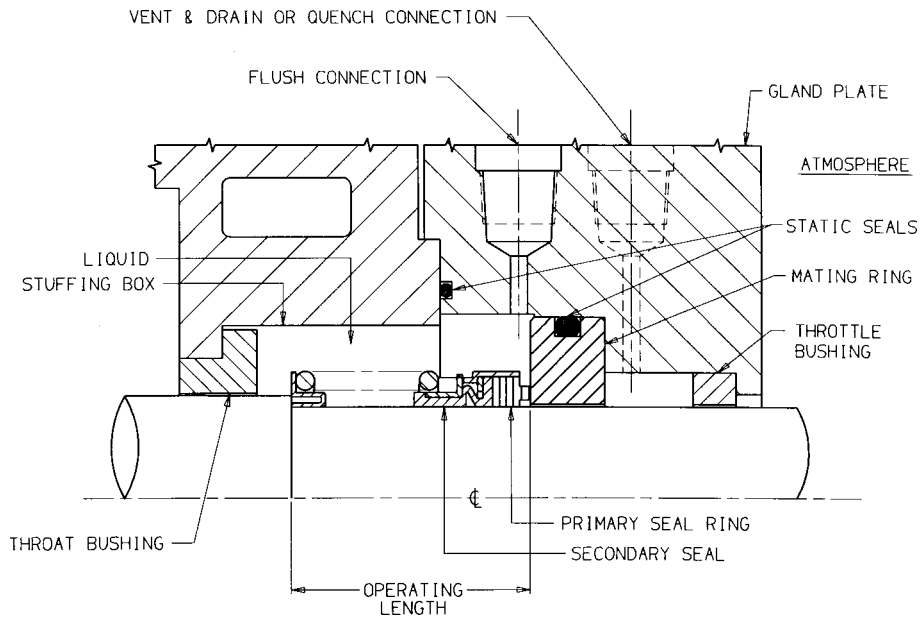 VENT & DRAIN OR QUENCH CONNECTION
FLUSH CONNECTION
GLAND PLATE
ATMOSPHERE
STATIC SEALS
LIQUID
STUFFING BOX
MATING RING
THROTTLE
BUSHING
℄
PRIMARY SEAL RING
THROAT BUSHING
SECONDARY SEAL
OPERATING
LENGTH